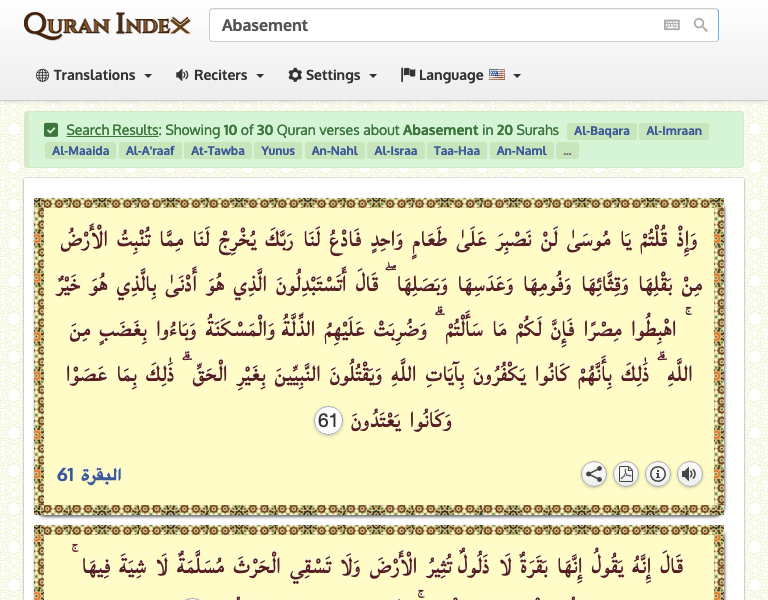 QURAN INDEX
Abasement
Translations
Reciters
Settings
Language
Search Results: Showing 10 of 30 Quran verses about Abasement in 20 Surahs Al-Baqara Al-Imraan
Al-Maaida Al-A'raaf At-Tawba Yunus An-Nahl Al-Israa Taa-Haa An-Naml ...
وَإِذْ قُلْتُمْ يَا مُوسَىٰ لَنْ نَصْبِرَ عَلَىٰ طَعَامٍ وَاحِدٍ فَادْعُ لَنَا رَبَّكَ يُخْرِجْ لَنَا مِمَّا تُنْبِتُ الْأَرْضُ
مِنْ بَقْلِهَا وَقِثَّائِهَا وَفُومِهَا وَعَدَسِهَا وَبَصَلِهَا ۖ قَالَ أَتَسْتَبْدِلُونَ الَّذِي هُوَ أَدْنَىٰ بِالَّذِي هُوَ خَيْرٌ
ۚ اهْبِطُوا مِصْرًا فَإِنَّ لَكُمْ مَا سَأَلْتُمْ ۗ وَضُرِبَتْ عَلَيْهِمُ الذِّلَّةُ وَالْمَسْكَنَةُ وَبَاءُوا بِغَضَبٍ مِنَ
اللَّهِ ۗ ذَٰلِكَ بِأَنَّهُمْ كَانُوا يَكْفُرُونَ بِآيَاتِ اللَّهِ وَيَقْتُلُونَ النَّبِيِّينَ بِغَيْرِ الْحَقِّ ۗ ذَٰلِكَ بِمَا عَصَوْا
وَكَانُوا يَعْتَدُونَ 61
البقرة 61
قَالَ إِنَّهُ يَقُولُ إِنَّهَا بَقَرَةٌ لَا ذَلُولٌ تُثِيرُ الْأَرْضَ وَلَا تَسْقِي الْحَرْثَ مُسَلَّمَةٌ لَا شِيَةَ فِيهَا ۚ